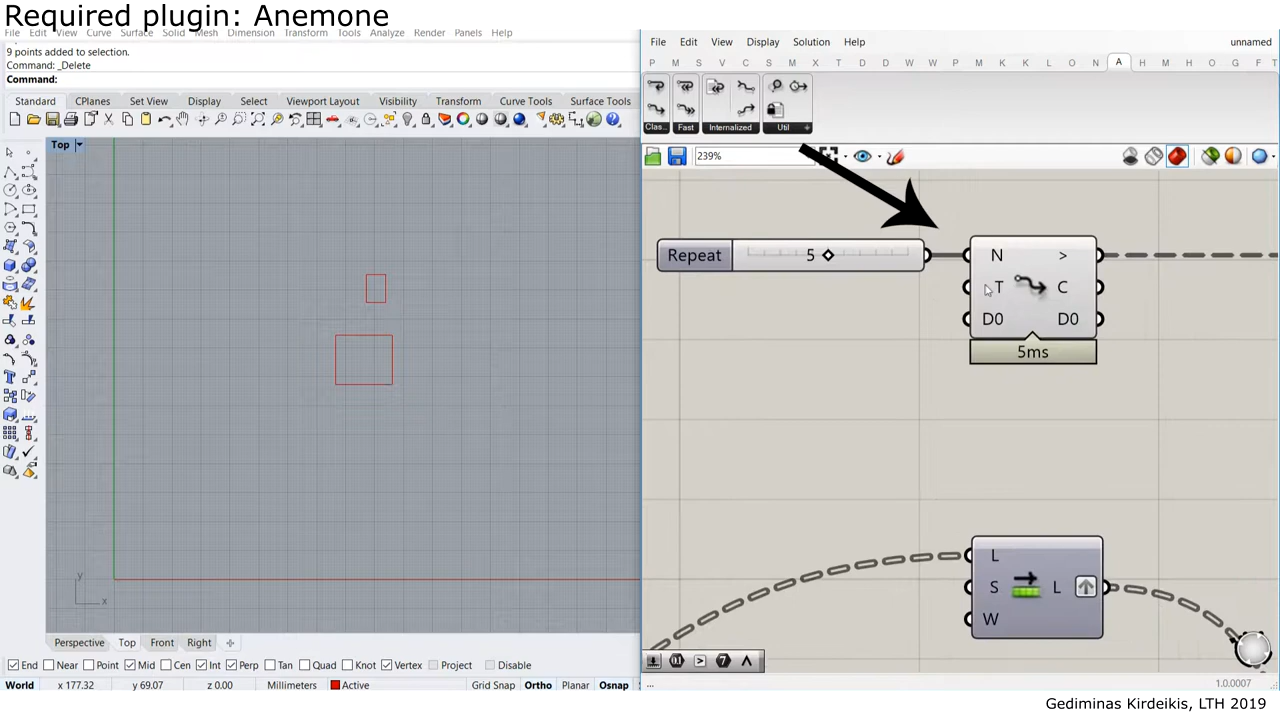 Required plugin: Anemone
File Edit View Curve Surface Solid Mesh Dimension Transform Tools Analyze Render Panels Help
9 points added to selection.
Command: _Delete
Command:
Standard CPlanes Set View Display Select Viewport Layout Visibility Transform Curve Tools Surface Tools
Top
y
x
Perspective Top Front Right
End Near Point Mid Cen Int Perp Tan Quad Knot Vertex Project Disable
World x 177.32 y 69.07 z 0.00 Millimeters Active Grid Snap Ortho Planar Osnap
File Edit View Display Solution Help unnamed
P M S V C S M X T D W W P M K K L O N A H M H O F T
Clas... Fast Internalized Util
239%
Repeat 5
N >
T C
D0 D0
5ms
L
S L
W
...
1.0.0007
Gediminas Kirdeikis, LTH 2019